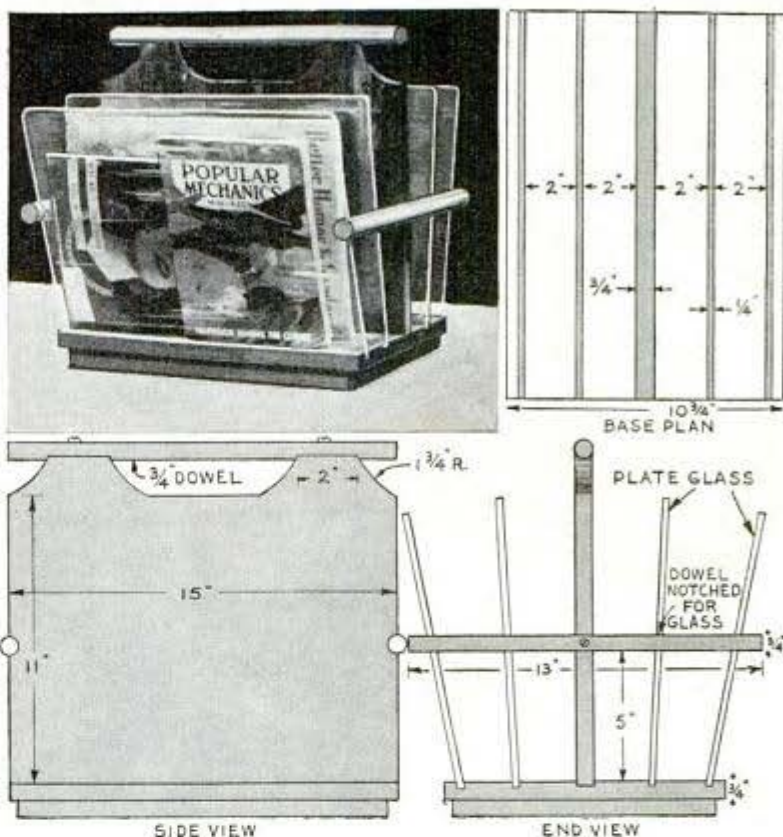 POPULAR
MECHANICS
2"
2"
2"
2"
3/4"
1/4"
10 3/4"
BASE PLAN
3/4" DOWEL
2"
1 3/4" R.
15"
11"
SIDE VIEW
PLATE GLASS
DOWEL
NOTCHED
FOR
GLASS
3/4"
13"
5"
3/4"
END VIEW